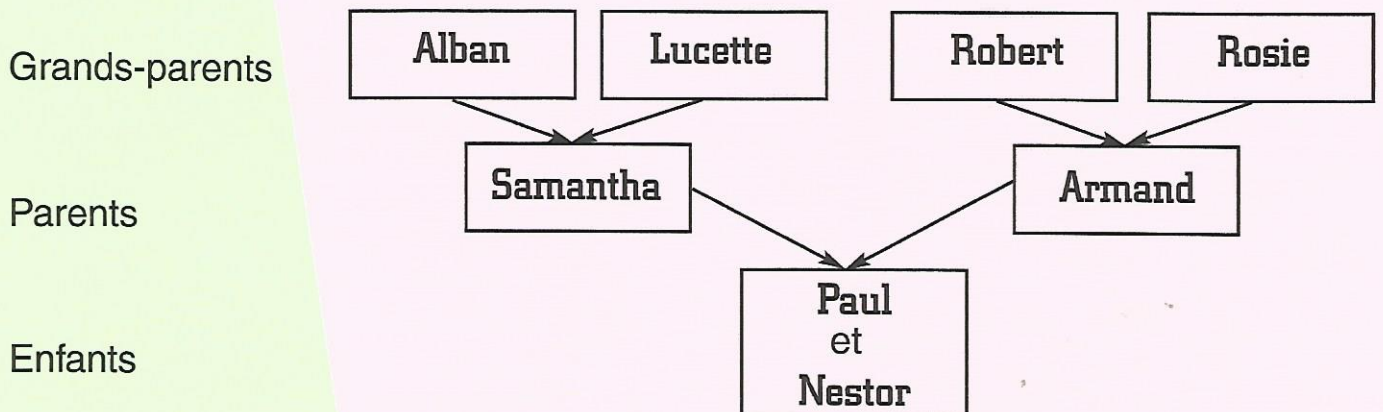 Grands-parents
Alban
Lucette
Robert
Rosie
Parents
Samantha
Armand
Enfants
Paul
et
Nestor